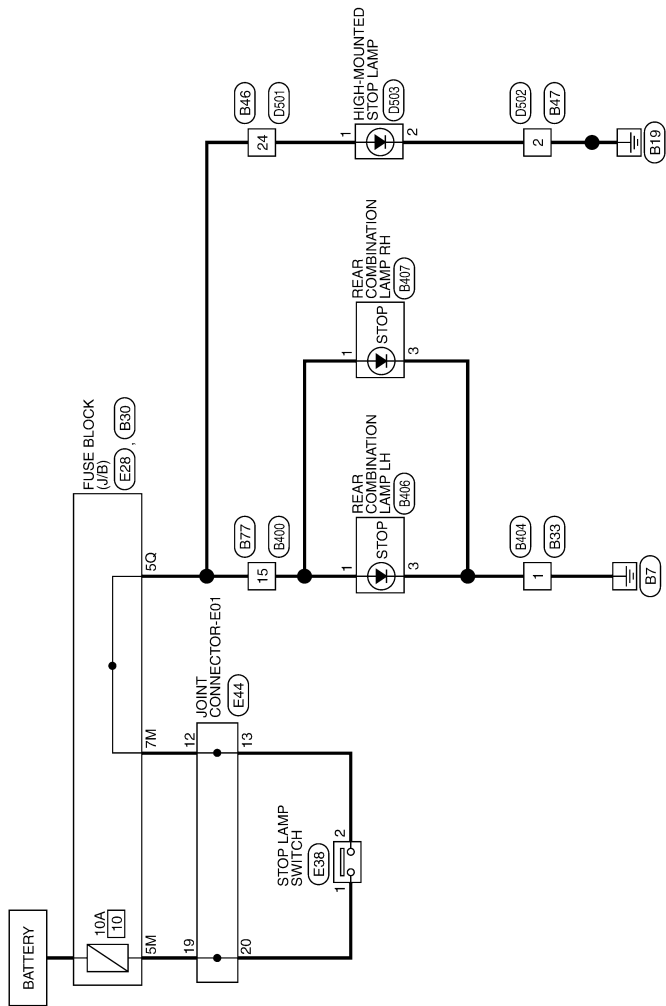 BATTERY
10A
10
FUSE BLOCK
(J/B)
E28 , B30
5M
7M
5Q
19
12
JOINT
CONNECTOR-E01
E44
20
13
STOP LAMP
SWITCH
E38
1
2
15
B77
B400
24
B46
D501
1
REAR
COMBINATION
LAMP LH
B406
STOP
3
1
REAR
COMBINATION
LAMP RH
B407
STOP
3
1
HIGH-MOUNTED
STOP LAMP
D503
2
1
B404
B33
2
D502
B47
B7
B19